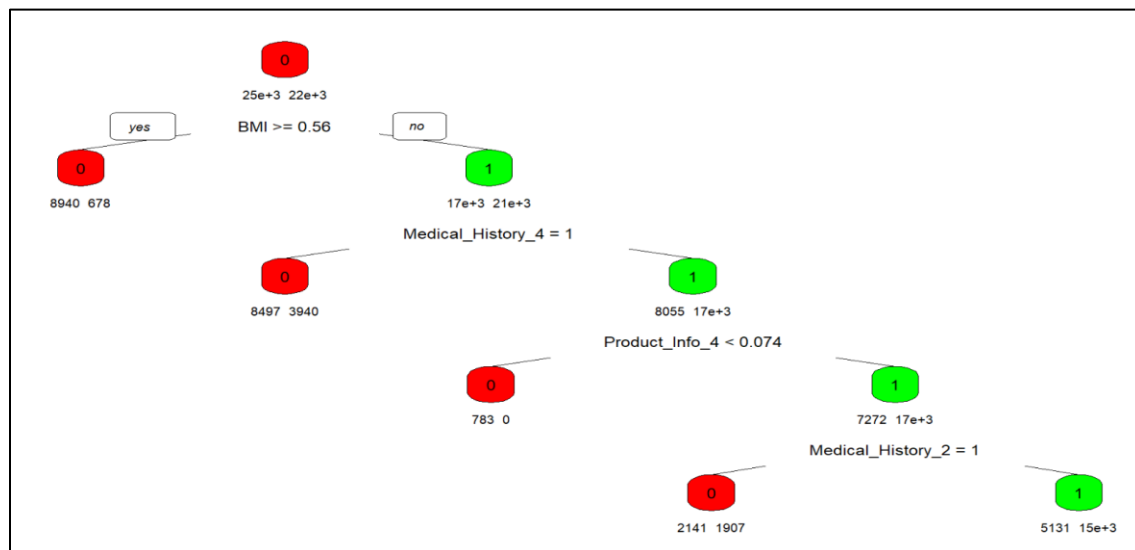 0
25e+3 22e+3
yes
BMI >= 0.56
no
0
1
8940 678
17e+3 21e+3
Medical_History_4 = 1
0
1
8497 3940
8055 17e+3
Product_Info_4 < 0.074
0
1
783 0
7272 17e+3
Medical_History_2 = 1
0
1
2141 1907
5131 15e+3